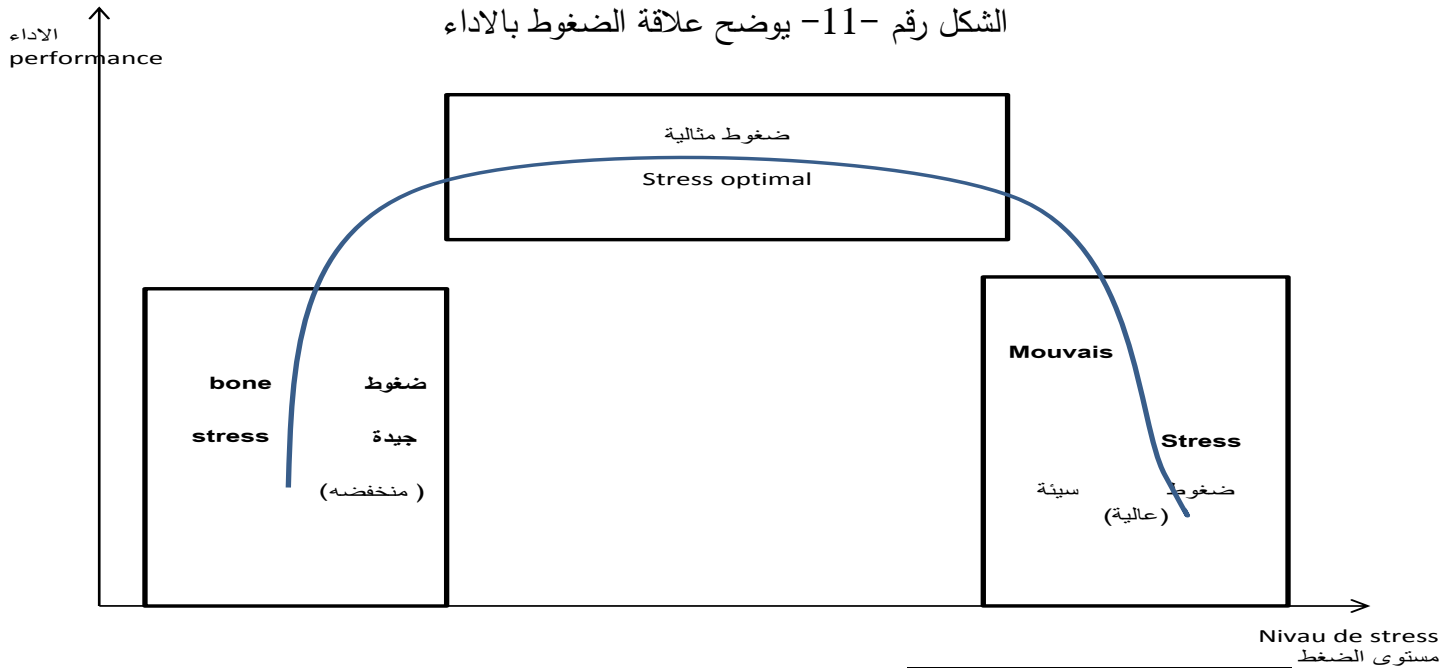 الشكل رقم -11- يوضح علاقة الضغوط بالاداء
الاداء
performance
ضغوط مثالية
Stress optimal
bone ضغوط
stress جيدة
( منخفضه)
Mouvais
Stress
ضغوط سيئة
(عالية)
Nivau de stress
مستوى الضغط